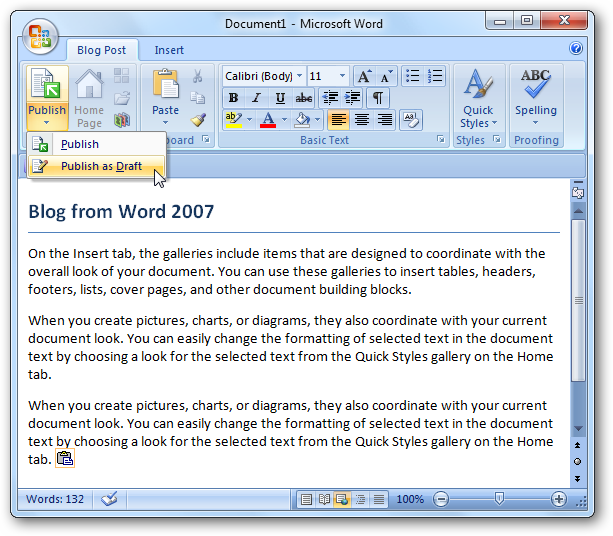 Document1 - Microsoft Word
Blog Post Insert
Calibri (Body) 11
Publish Home Page Paste Quick Styles Spelling
B I U abc
ab A A
Basic Text Styles Proofing
Publish
Publish as Draft
Blog from Word 2007
On the Insert tab, the galleries include items that are designed to coordinate with the
overall look of your document. You can use these galleries to insert tables, headers,
footers, lists, cover pages, and other document building blocks.
When you create pictures, charts, or diagrams, they also coordinate with your current
document look. You can easily change the formatting of selected text in the document
text by choosing a look for the selected text from the Quick Styles gallery on the Home
tab.
When you create pictures, charts, or diagrams, they also coordinate with your current
document look. You can easily change the formatting of selected text in the document
text by choosing a look for the selected text from the Quick Styles gallery on the Home
tab.
Words: 132 100%